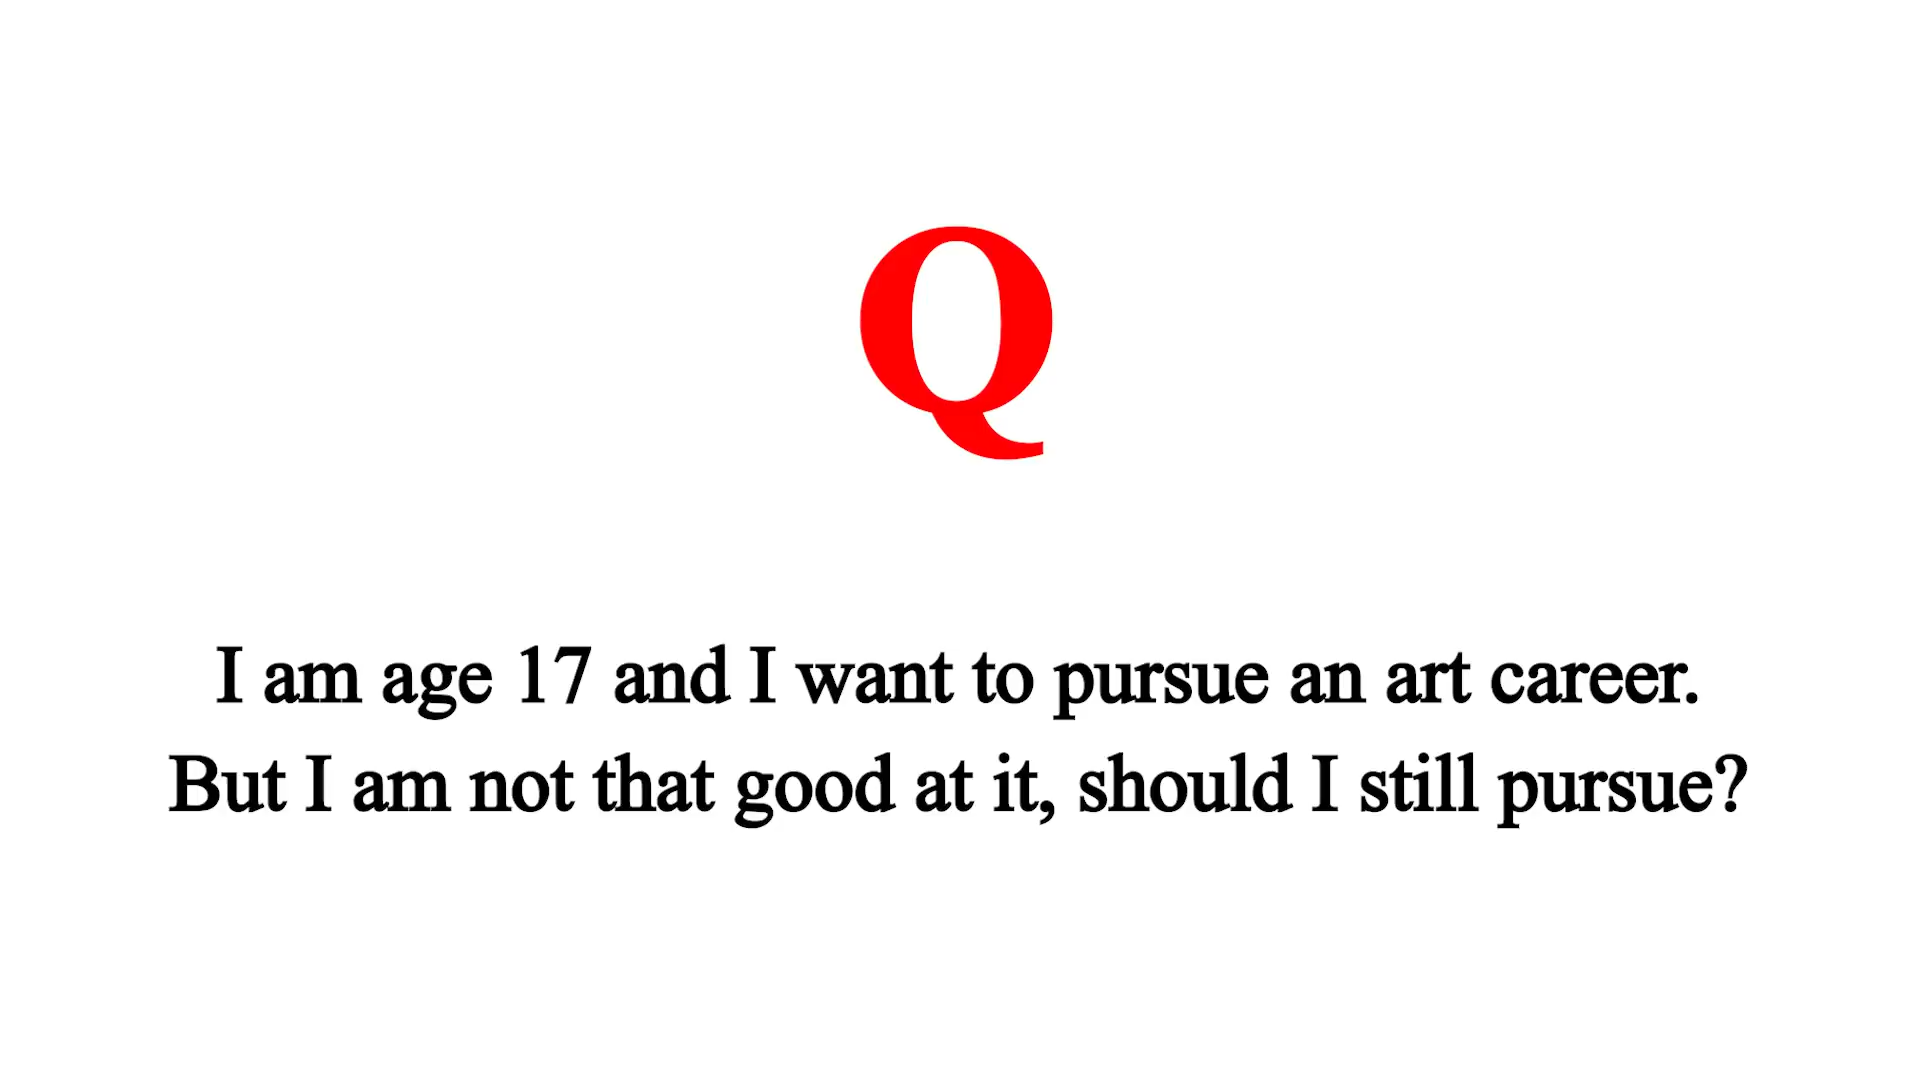 Q
I am age 17 and I want to pursue an art career.
But I am not that good at it, should I still pursue?